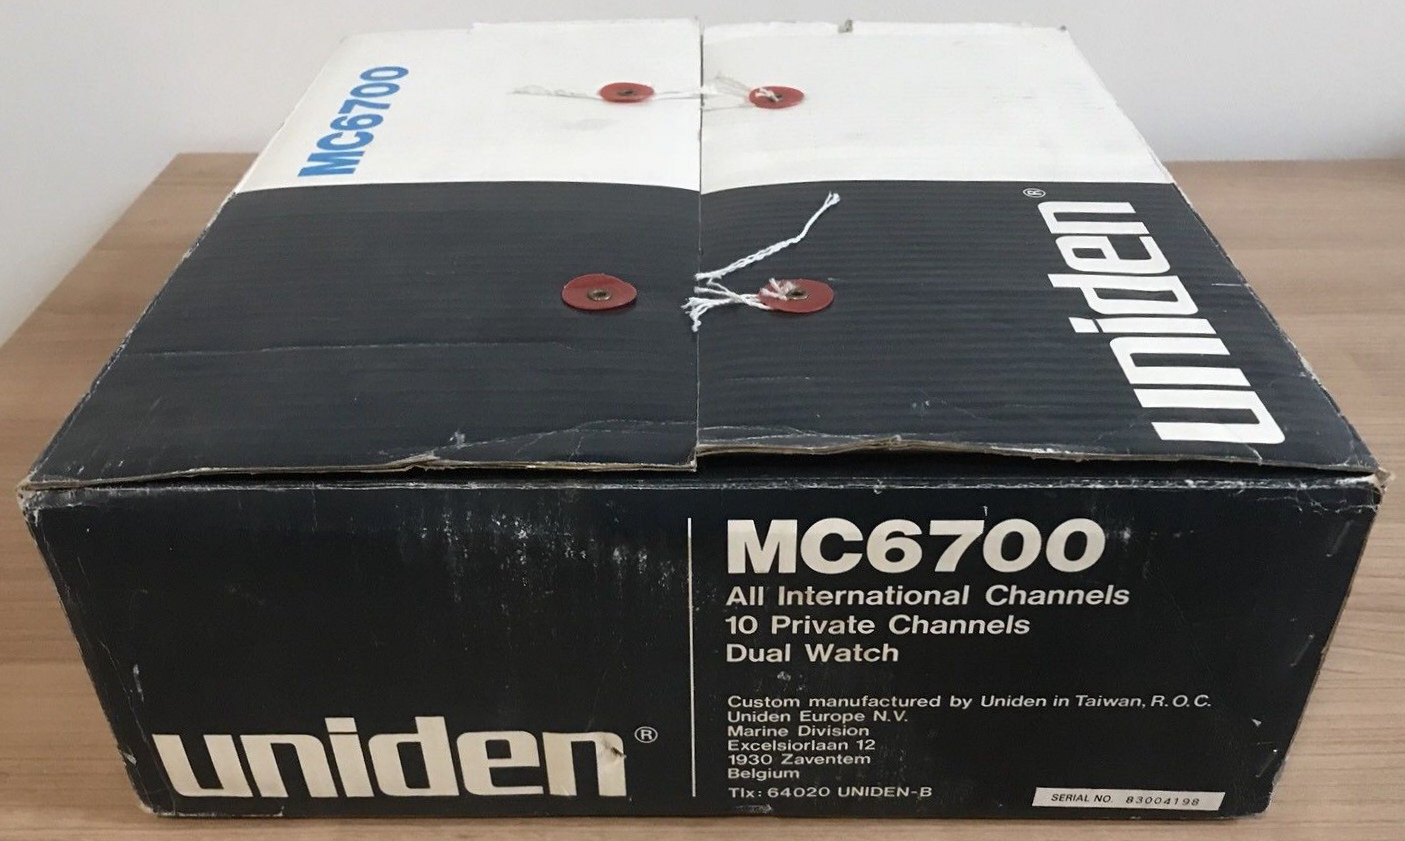 MC6700
uniden®
MC6700
All International Channels
10 Private Channels
Dual Watch
Custom manufactured by Uniden in Taiwan, R.O.C.
Uniden Europe N.V.
Marine Division
Excelsiorlaan 12
1930 Zaventem
Belgium
Tlx: 64020 UNIDEN-B
uniden®
SERIAL NO. 83004198